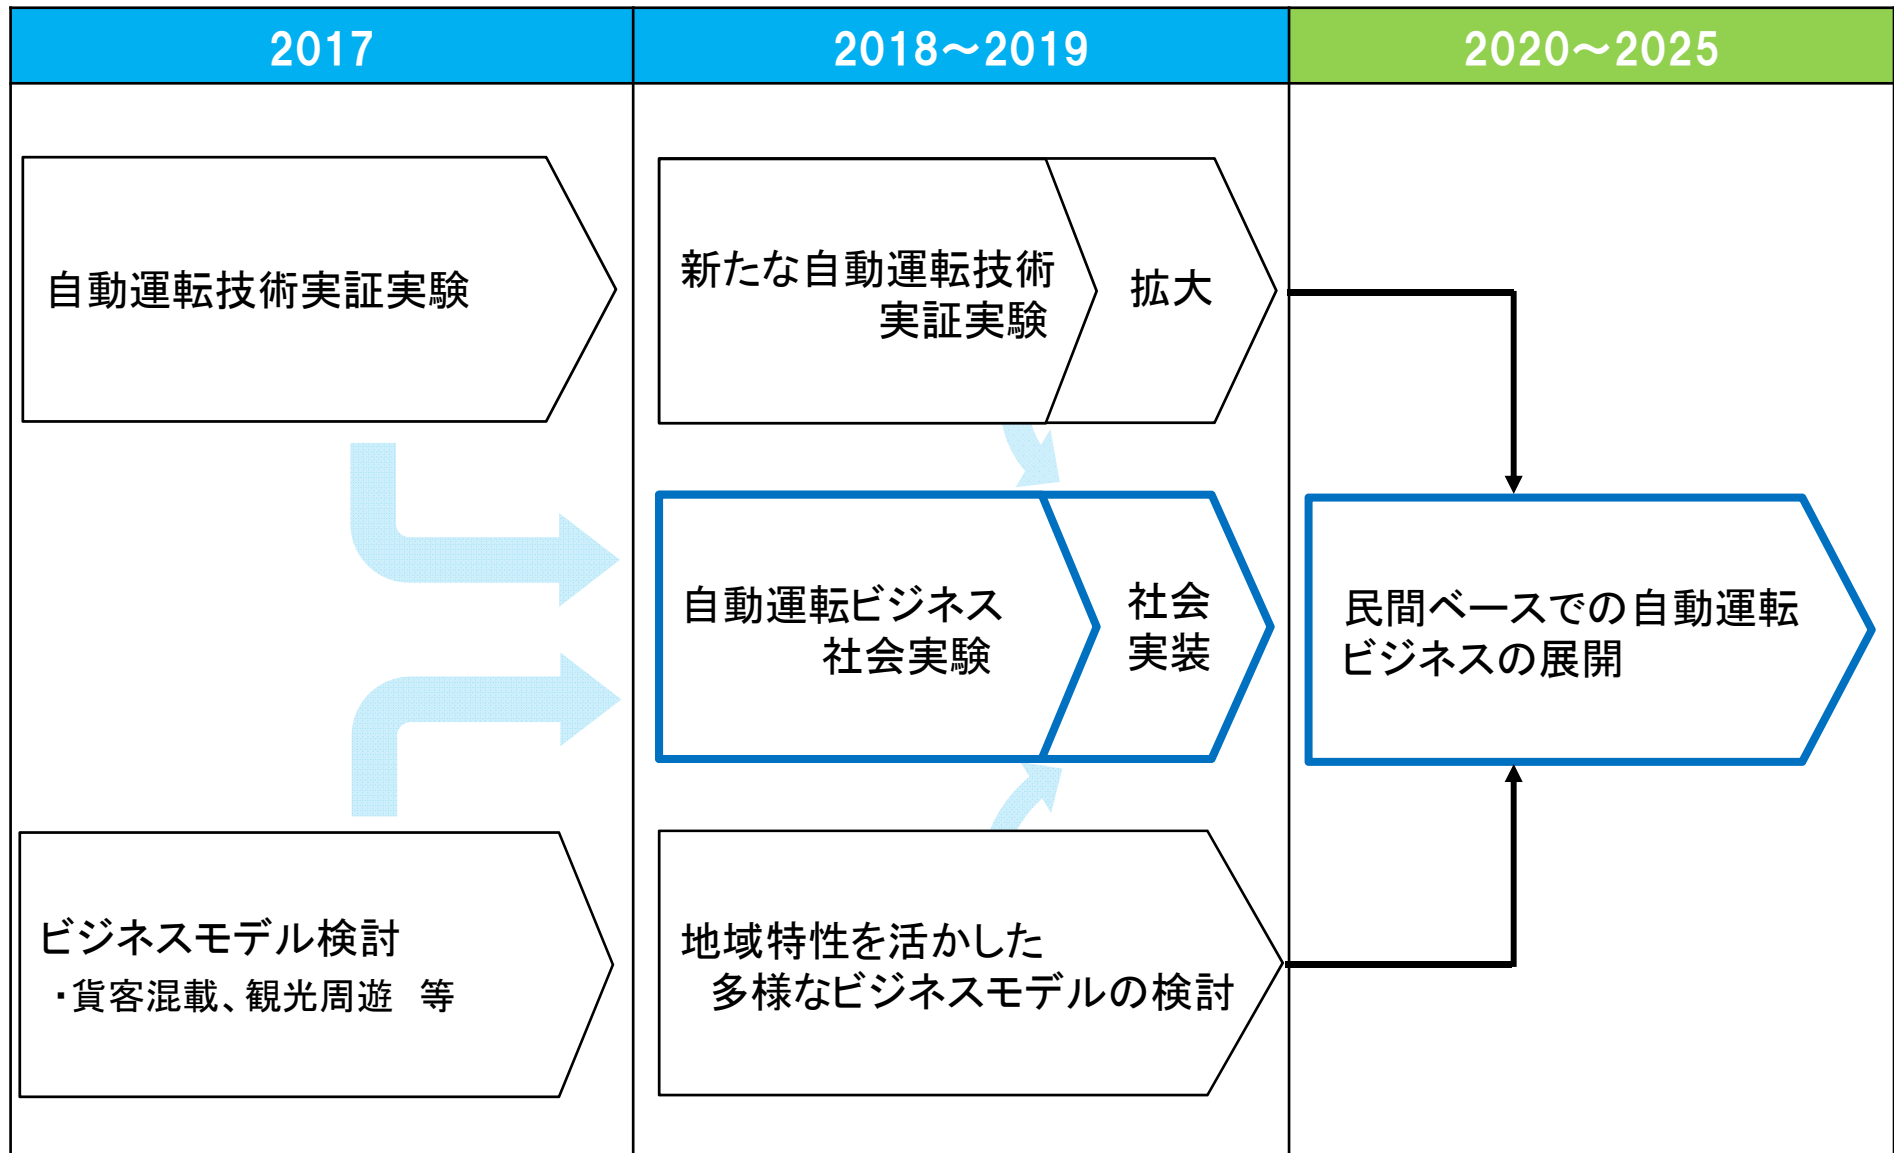 2017
2018～2019
2020～2025
自動運転技術実証実験
新たな自動運転技術
実証実験
拡大
自動運転ビジネス
社会実験
社会
実装
民間ベースでの自動運転
ビジネスの展開
ビジネスモデル検討
・貨客混載、観光周遊　等
地域特性を活かした
多様なビジネスモデルの検討